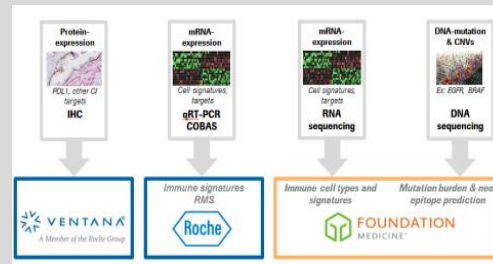 Protein-
expression
PDL1, other CI
targets
IHC
mRNA-
expression
Cell signatures,
targets
qRT-PCR
COBAS
mRNA-
expression
Cell signatures,
targets
RNA
sequencing
DNA-mutation
& CNVs
Ex: EGFR, BRAF
DNA
sequencing
VENTANA®
A Member of the Roche Group
Immune signatures
RMS
Roche
Immune cell types and
signatures
Mutation burden & neo
epitope prediction
FOUNDATION
MEDICINE®